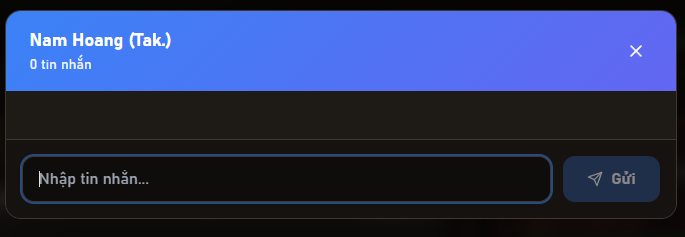 Nam Hoang (Tak.)
0 tin nhắn
Nhập tin nhắn...
Gửi